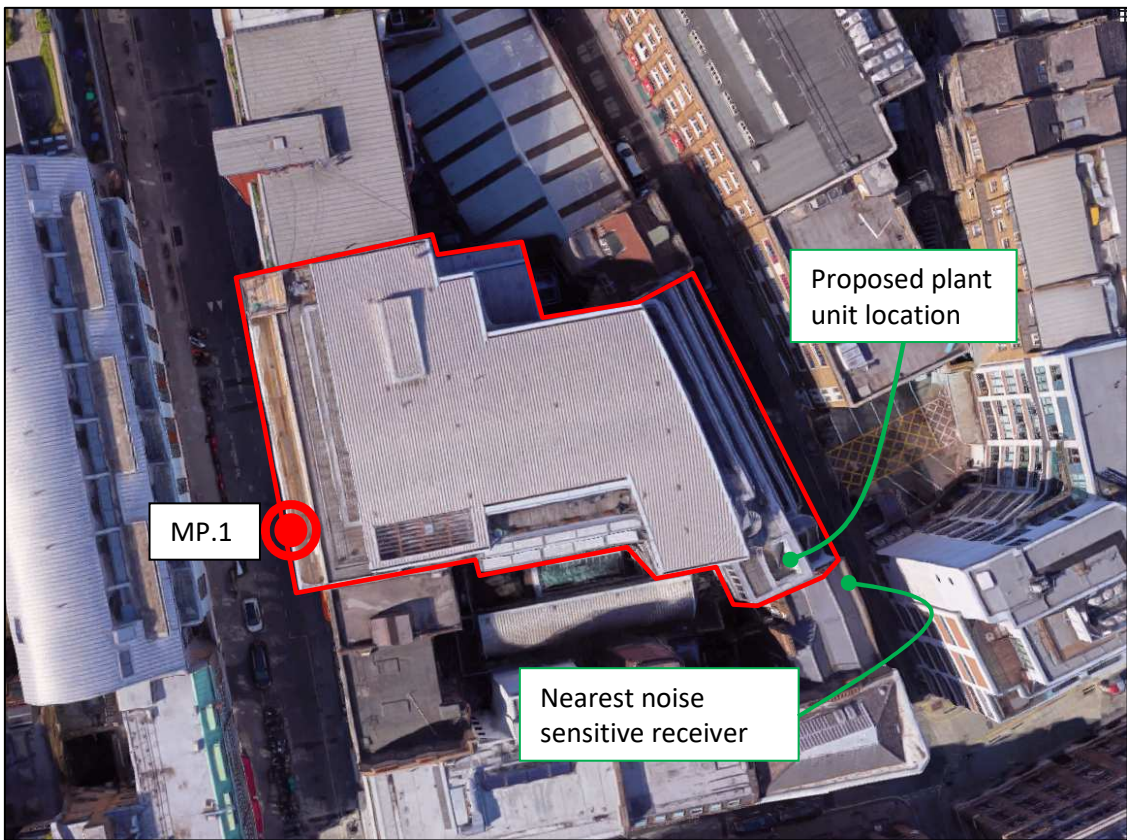 Proposed plant
unit location
MP.1
Nearest noise
sensitive receiver